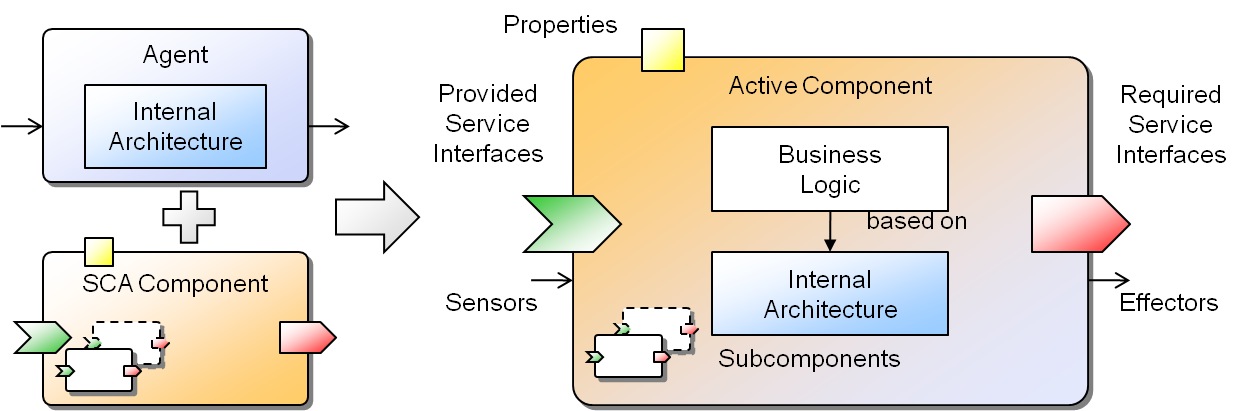 Agent
Internal
Architecture
SCA Component
Properties
Provided
Service
Interfaces
Sensors
Active Component
Business
Logic
based on
Internal
Architecture
Subcomponents
Required
Service
Interfaces
Effectors